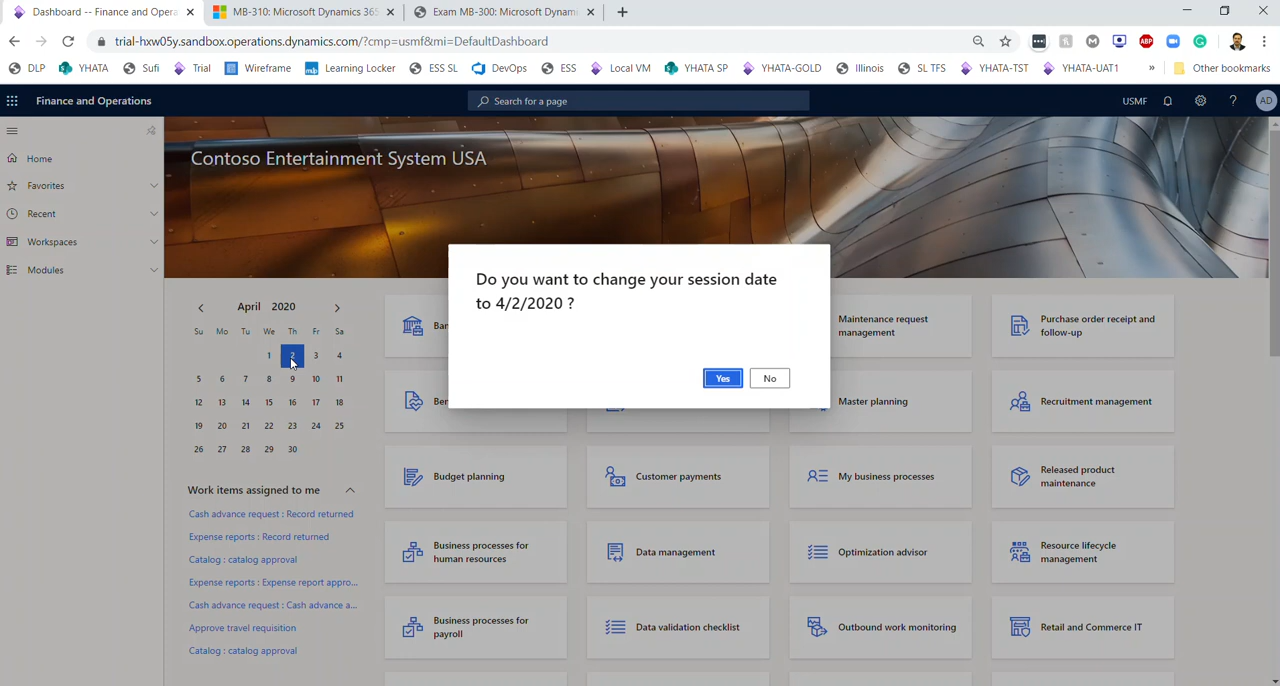 Dashboard -- Finance and Opera
MB-310: Microsoft Dynamics 365
Exam MB-300: Microsoft Dynami
trial-hxw05y.sandbox.operations.dynamics.com/?cmp=usmf&mi=DefaultDashboard
ABP
DLP
YHATA
Sufi
Trial
Wireframe
Learning Locker
ESS SL
DevOps
ESS
Local VM
YHATA SP
YHATA-GOLD
Illinois
SL TFS
YHATA-TST
YHATA-UAT1
»
Other bookmarks
Finance and Operations
Search for a page
USMF
?
AD
Home
Favorites
Recent
Workspaces
Modules
Contoso Entertainment System USA
Do you want to change your session date
to 4/2/2020 ?
Yes
No
April 2020
Su Mo Tu We Th Fr Sa
1 2 3 4
5 6 7 8 9 10 11
12 13 14 15 16 17 18
19 20 21 22 23 24 25
26 27 28 29 30
Work items assigned to me
Cash advance request : Record returned
Expense reports : Record returned
Catalog : catalog approval
Expense reports : Expense report appro...
Cash advance request : Cash advance a...
Approve travel requisition
Catalog : catalog approval
Maintenance request
management
Purchase order receipt and
follow-up
Master planning
Recruitment management
Budget planning
Customer payments
My business processes
Released product
maintenance
Business processes for
human resources
Data management
Optimization advisor
Resource lifecycle
management
Business processes for
payroll
Data validation checklist
Outbound work monitoring
Retail and Commerce IT